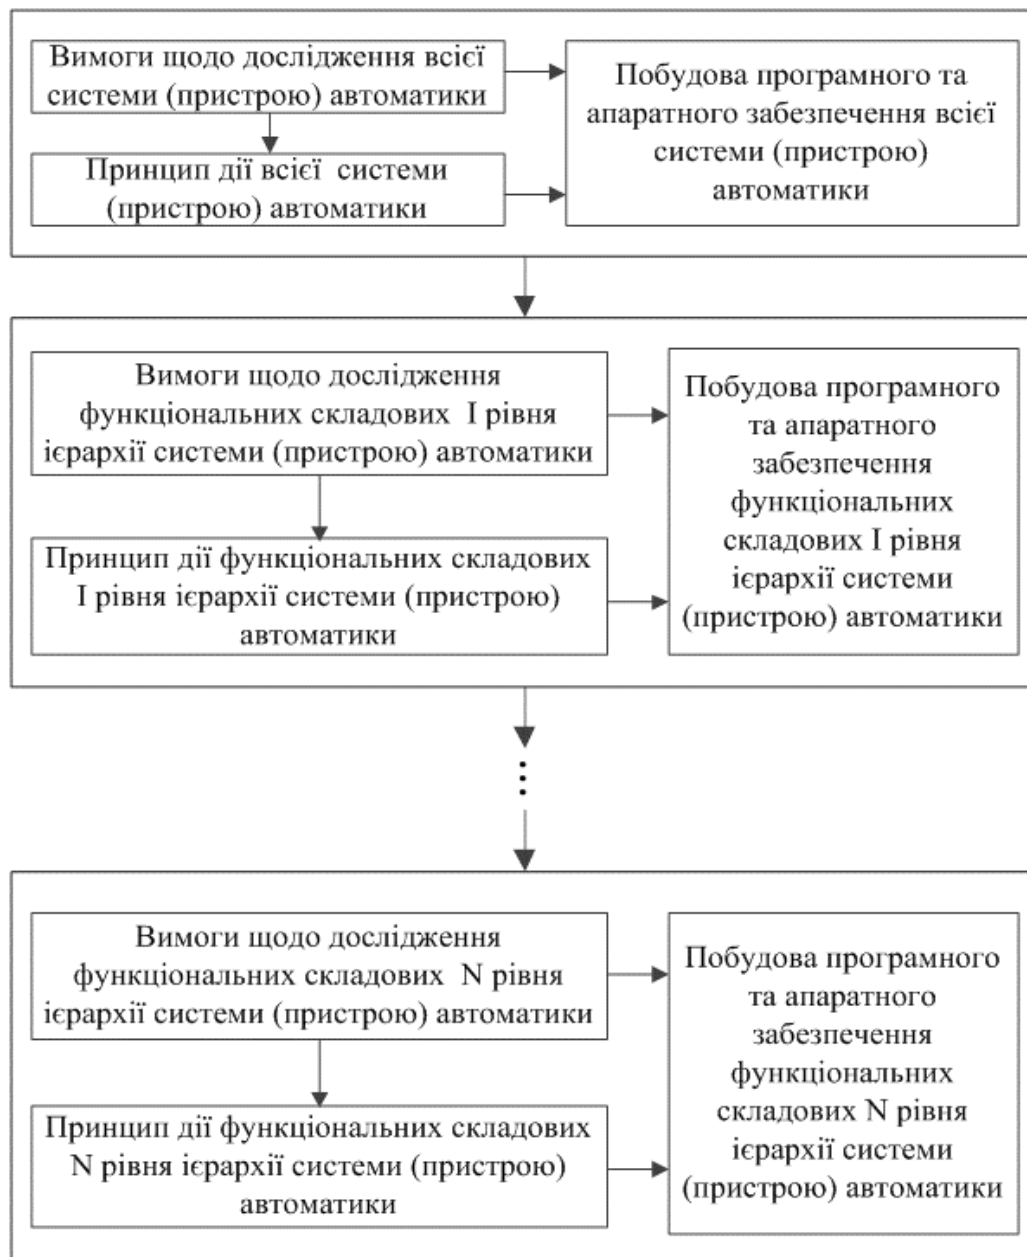 Вимоги щодо дослідження всієї
системи (пристрою) автоматики
Принцип дії всієї системи
(пристрою) автоматики
Побудова програмного та
апаратного забезпечення всієї
системи (пристрою)
автоматики
Вимоги щодо дослідження
функціональних складових І рівня
ієрархії системи (пристрою) автоматики
Принцип дії функціональних складових
І рівня ієрархії системи (пристрою)
автоматики
Побудова програмного
та апаратного
забезпечення
функціональних
складових І рівня
ієрархії системи
(пристрою) автоматики
Вимоги щодо дослідження
функціональних складових N рівня
ієрархії системи (пристрою) автоматики
Принцип дії функціональних складових
N рівня ієрархії системи (пристрою)
автоматики
Побудова програмного
та апаратного
забезпечення
функціональних
складових N рівня
ієрархії системи
(пристрою) автоматики